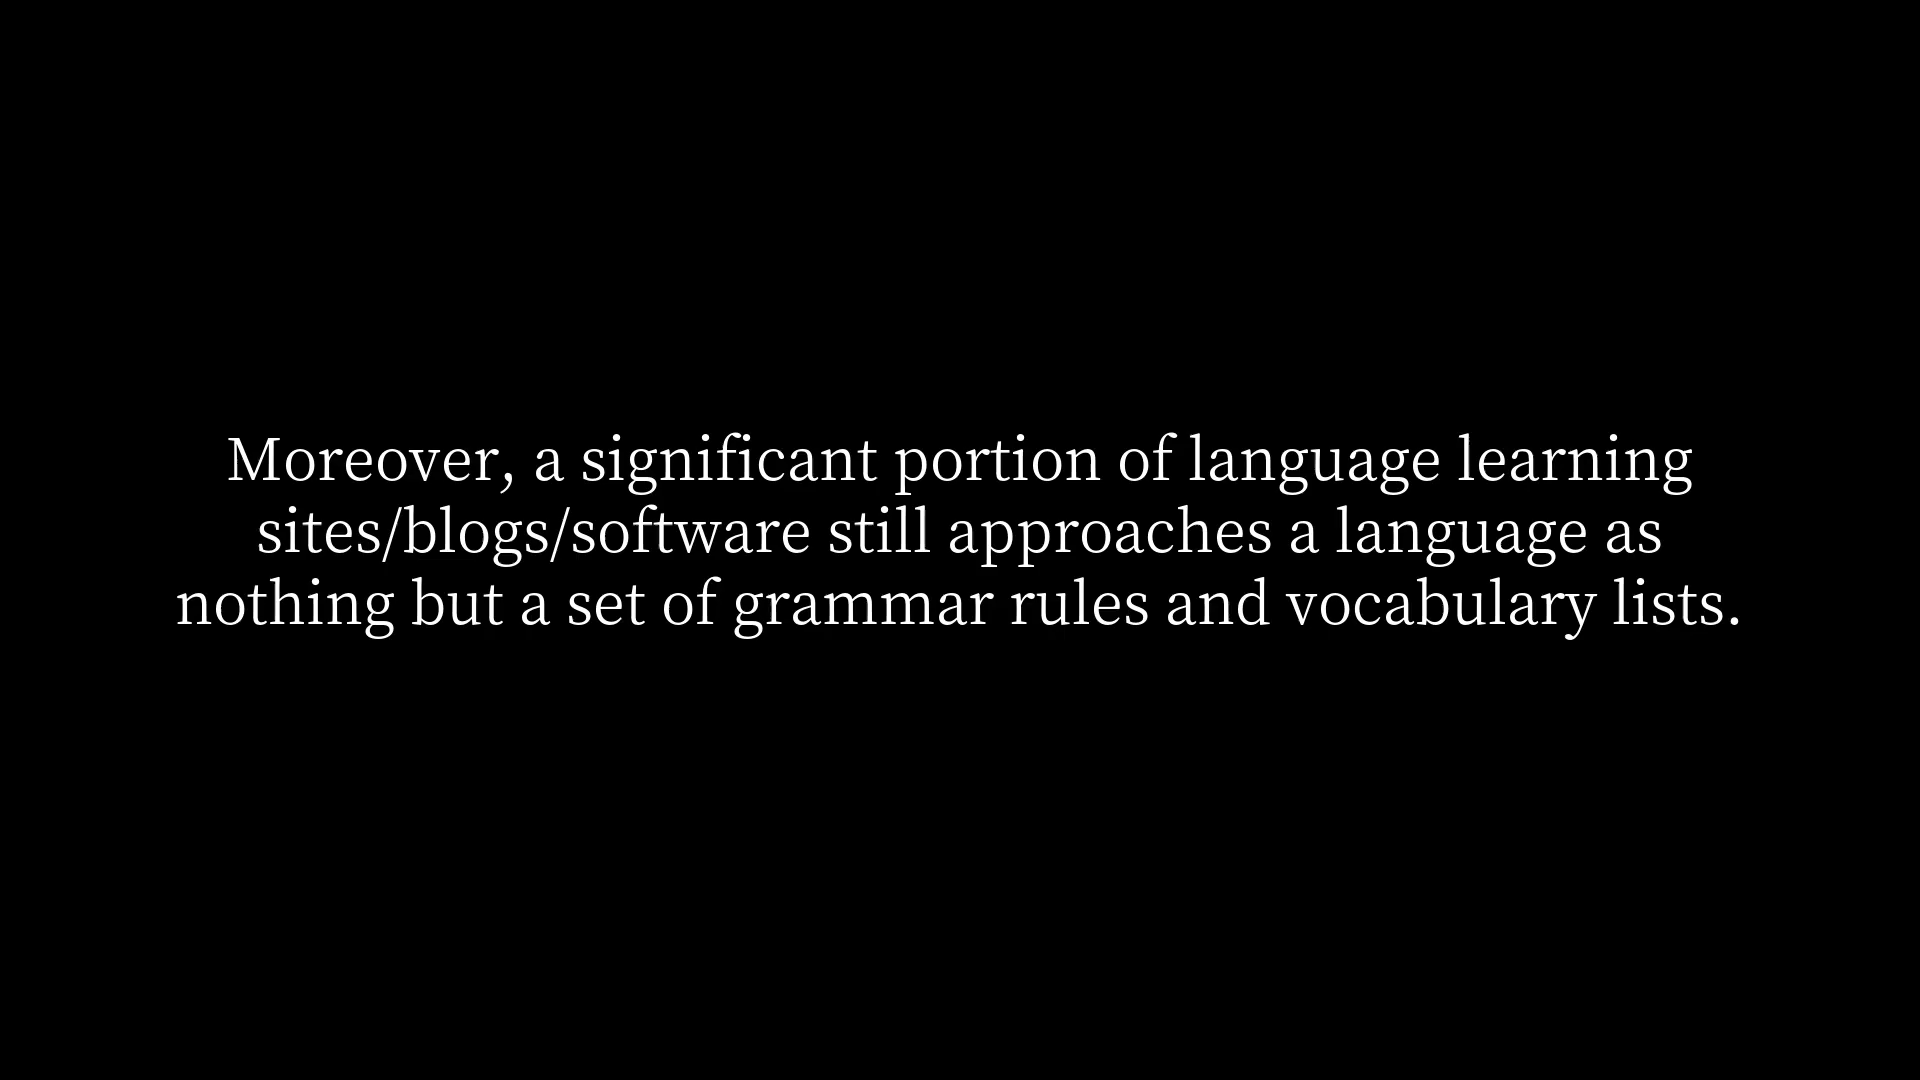 Moreover, a significant portion of language learning
sites/blogs/software still approaches a language as
nothing but a set of grammar rules and vocabulary lists.